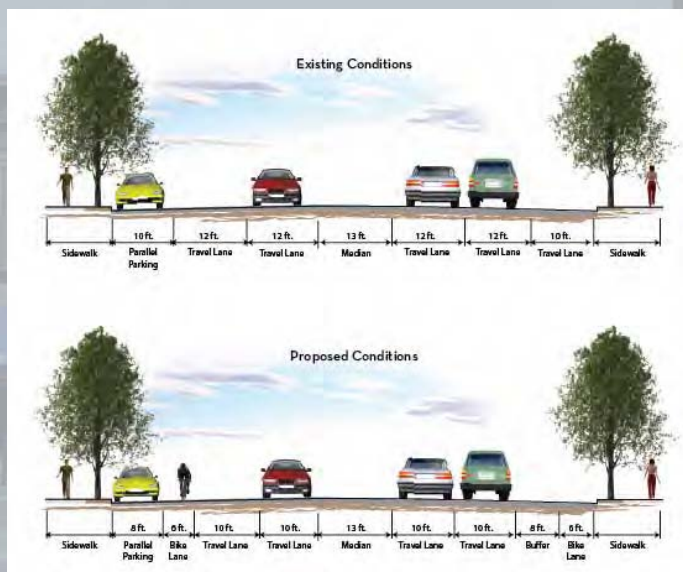 Existing Conditions
10 ft. 12 ft. 12 ft. 13 ft. 12 ft. 12 ft. 10 ft.
Sidewalk Parallel Parking Travel Lane Travel Lane Median Travel Lane Travel Lane Travel Lane Sidewalk
Proposed Conditions
8 ft. 6 ft. 10 ft. 10 ft. 13 ft. 10 ft. 10 ft. 8 ft. 6 ft.
Sidewalk Parallel Parking Bike Lane Travel Lane Travel Lane Median Travel Lane Travel Lane Buffer Bike Lane Sidewalk